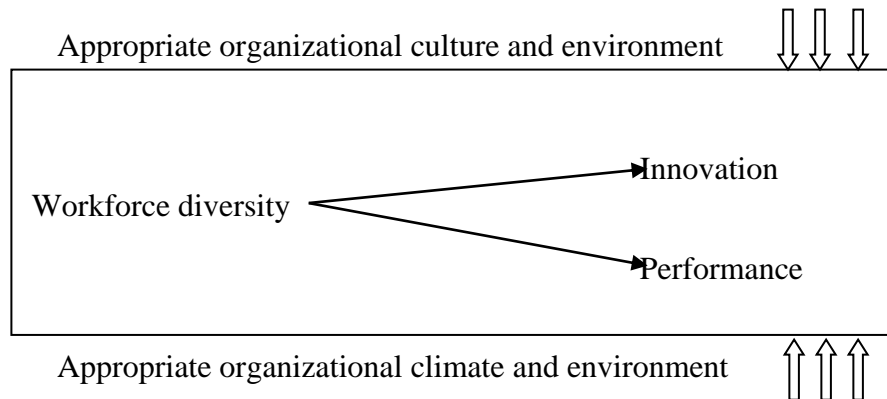 Appropriate organizational culture and environment
Innovation
Workforce diversity
Performance
Appropriate organizational climate and environment